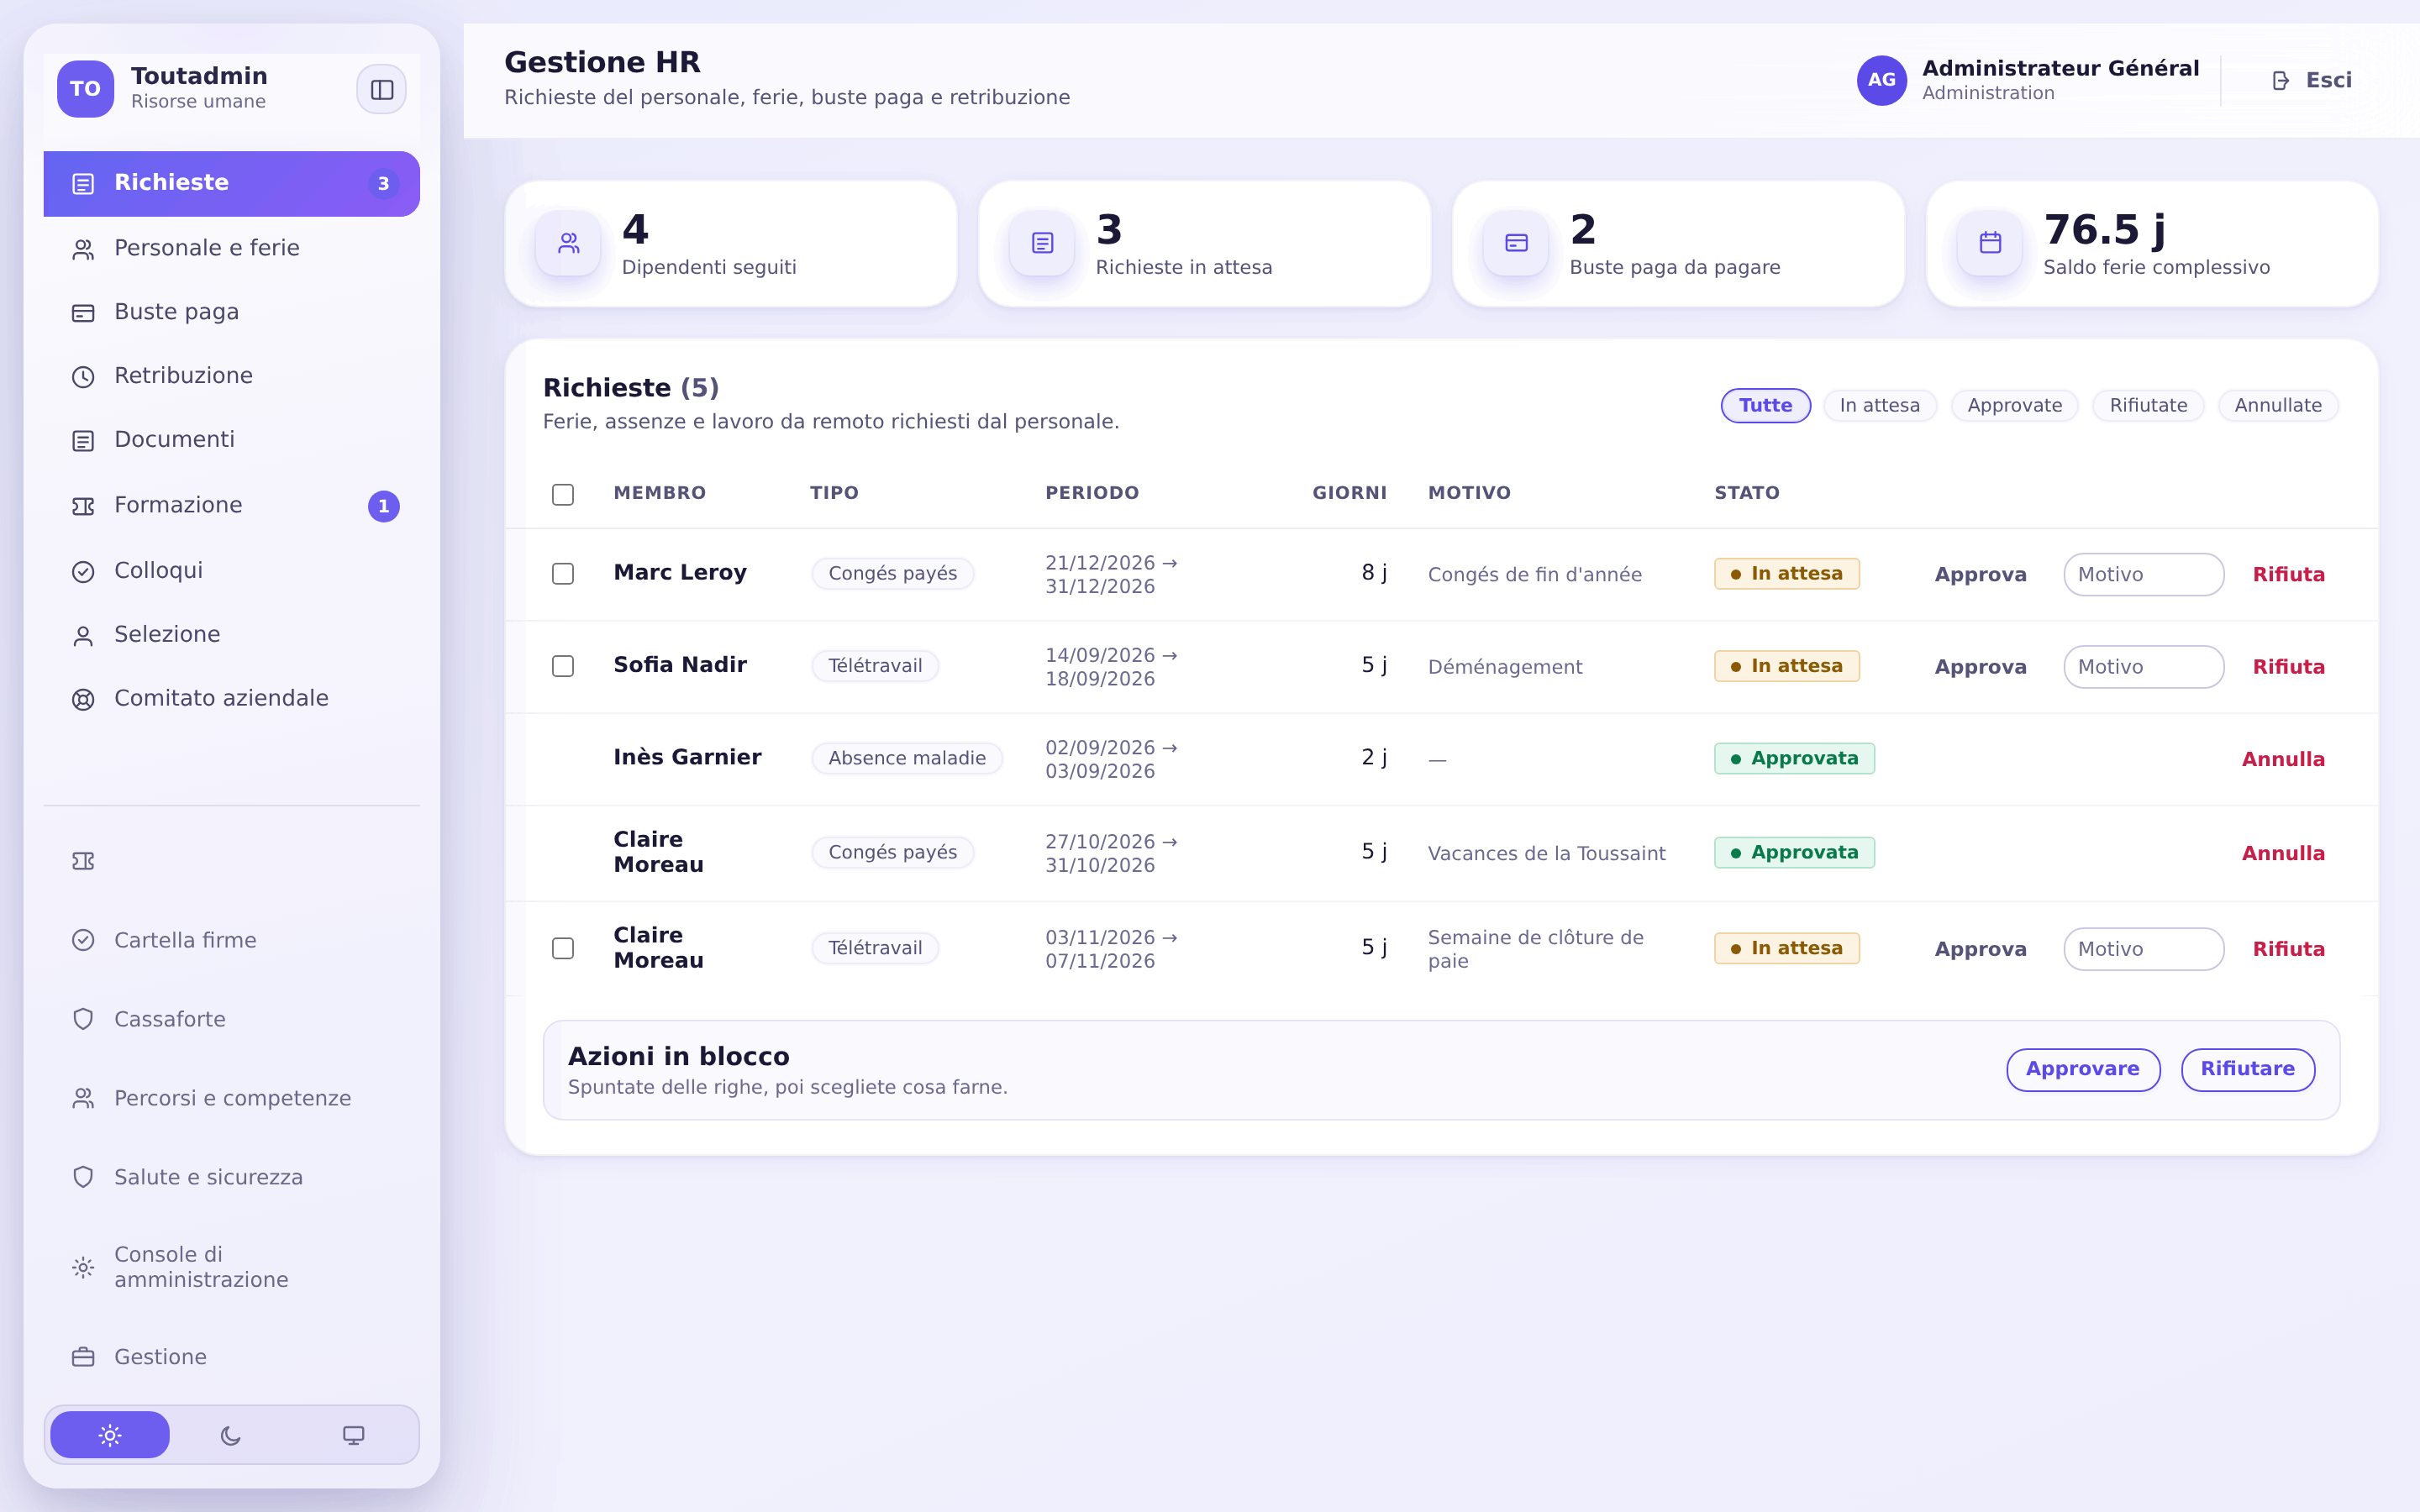 TO
Toutadmin
Risorse umane
Richieste 3
Personale e ferie
Buste paga
Retribuzione
Documenti
Formazione 1
Colloqui
Selezione
Comitato aziendale
Cartella firme
Cassaforte
Percorsi e competenze
Salute e sicurezza
Console di
amministrazione
Gestione
Gestione HR
Richieste del personale, ferie, buste paga e retribuzione
AG
Administrateur Général
Administration
Esci
4
Dipendenti seguiti
3
Richieste in attesa
2
Buste paga da pagare
76.5 j
Saldo ferie complessivo
Richieste (5)
Ferie, assenze e lavoro da remoto richiesti dal personale.
Tutte In attesa Approvate Rifiutate Annullate
MEMBRO TIPO PERIODO GIORNI MOTIVO STATO
Marc Leroy Congés payés 21/12/2026 → 31/12/2026 8 j Congés de fin d'année In attesa Approva Motivo Rifiuta
Sofia Nadir Télétravail 14/09/2026 → 18/09/2026 5 j Déménagement In attesa Approva Motivo Rifiuta
Inès Garnier Absence maladie 02/09/2026 → 03/09/2026 2 j — Approvata Annulla
Claire Moreau Congés payés 27/10/2026 → 31/10/2026 5 j Vacances de la Toussaint Approvata Annulla
Claire Moreau Télétravail 03/11/2026 → 07/11/2026 5 j Semaine de clôture de paie In attesa Approva Motivo Rifiuta
Azioni in blocco
Spuntate delle righe, poi scegliete cosa farne.
Approvare Rifiutare